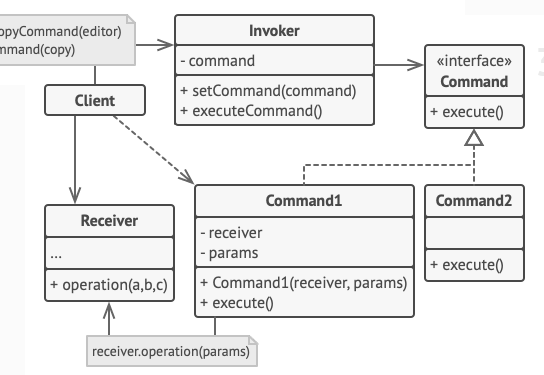 opyCommand(editor)
mmand(copy)
Invoker
- command
+ setCommand(command)
+ executeCommand()
«interface»
Command
+ execute()
Client
Receiver
...
+ operation(a,b,c)
Command1
- receiver
- params
+ Command1(receiver, params)
+ execute()
Command2
+ execute()
receiver.operation(params)